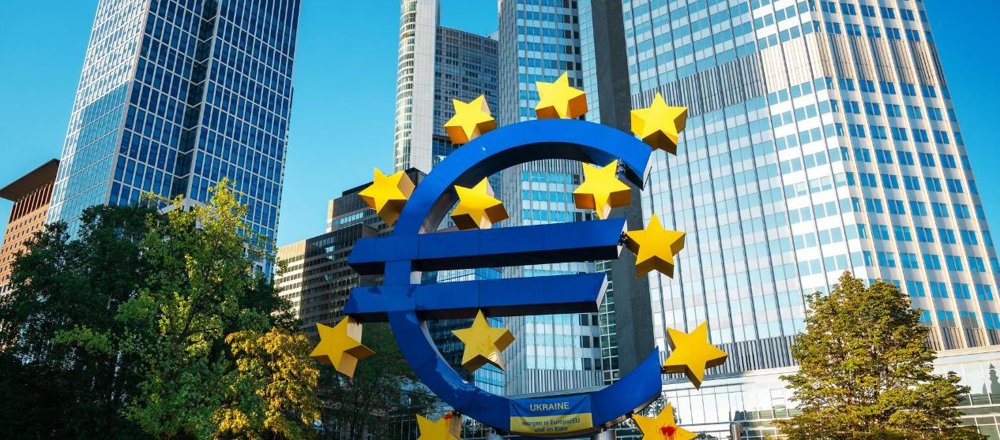 UKRAINE
morgen in Europa/EU
und im Euro